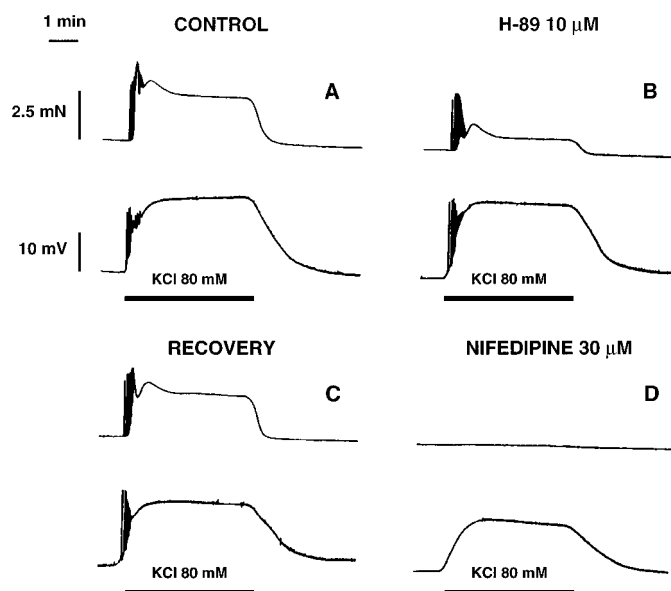 1 min
CONTROL
H-89 10 µM
A
B
2.5 mN
10 mV
KCl 80 mM
KCl 80 mM
RECOVERY
NIFEDIPINE 30 µM
C
D
KCl 80 mM
KCl 80 mM